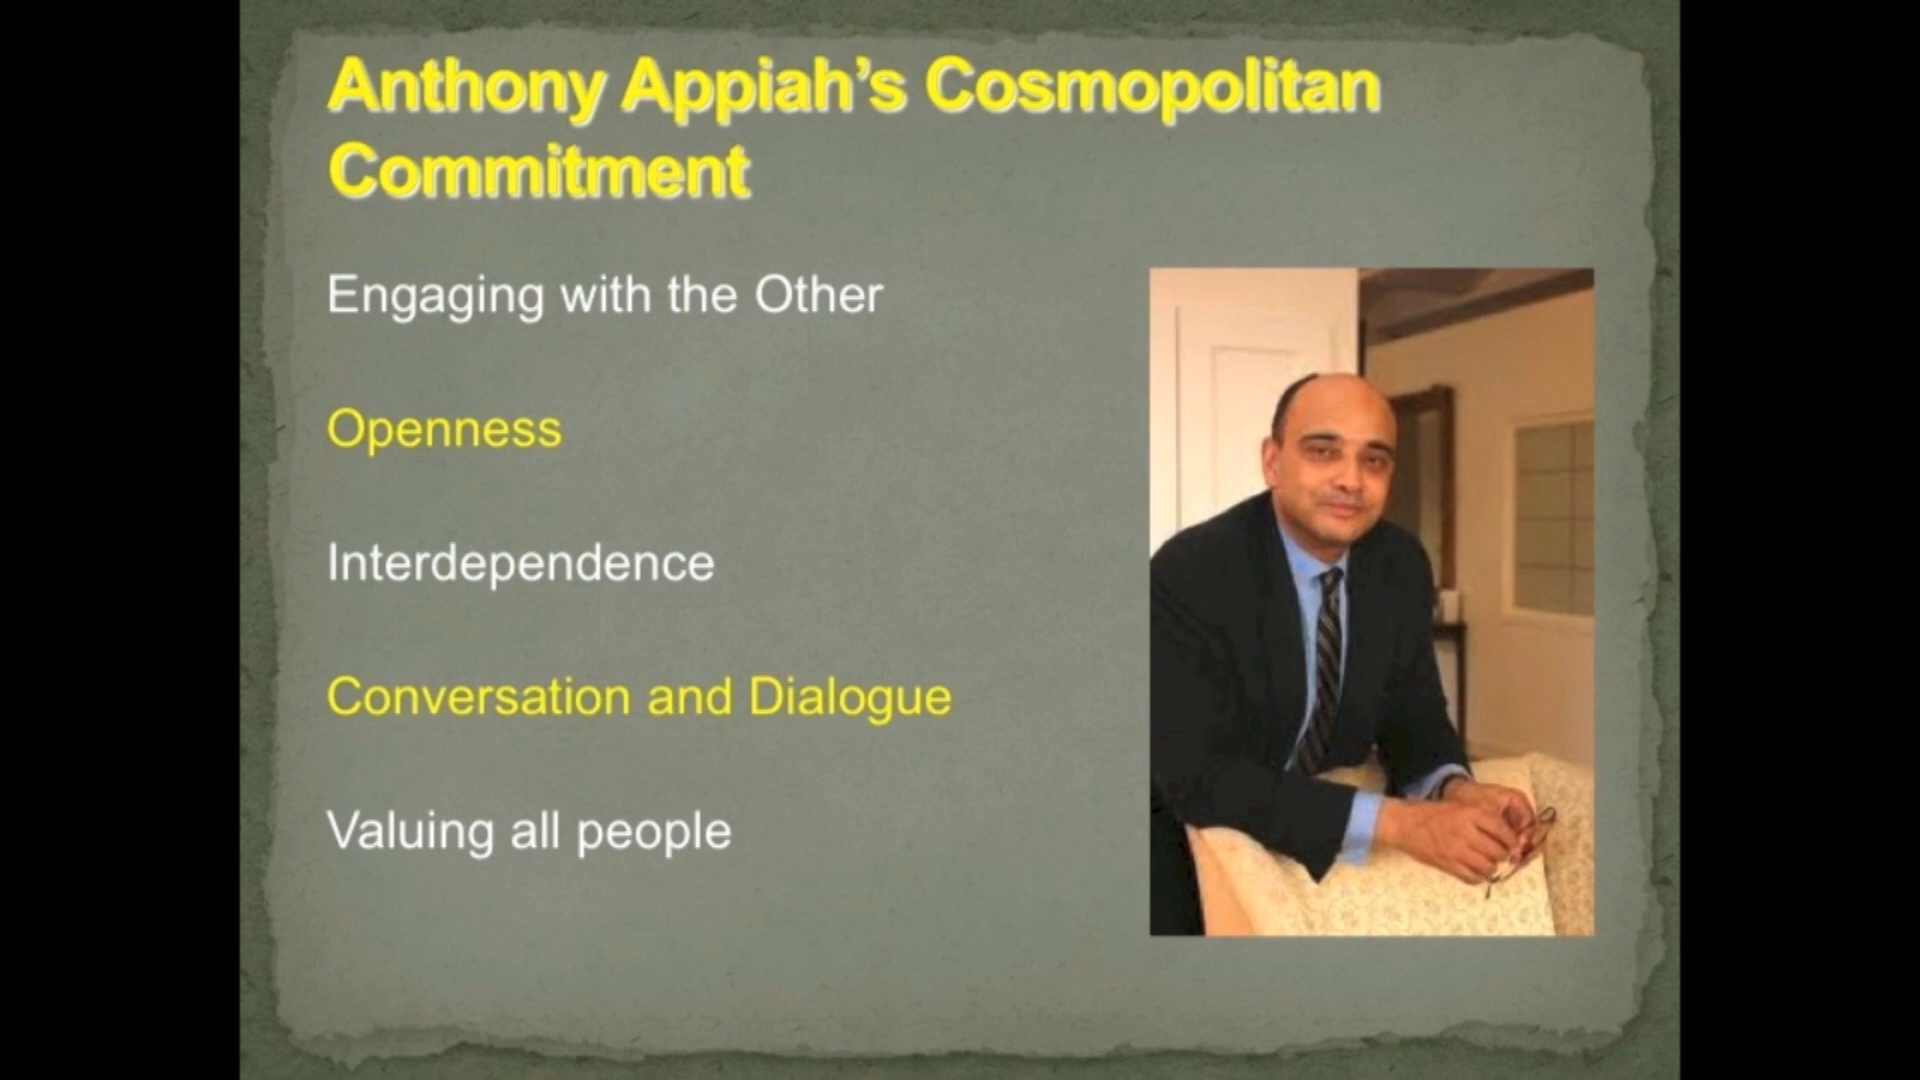 Anthony Appiah’s Cosmopolitan
Commitment
Engaging with the Other
Openness
Interdependence
Conversation and Dialogue
Valuing all people